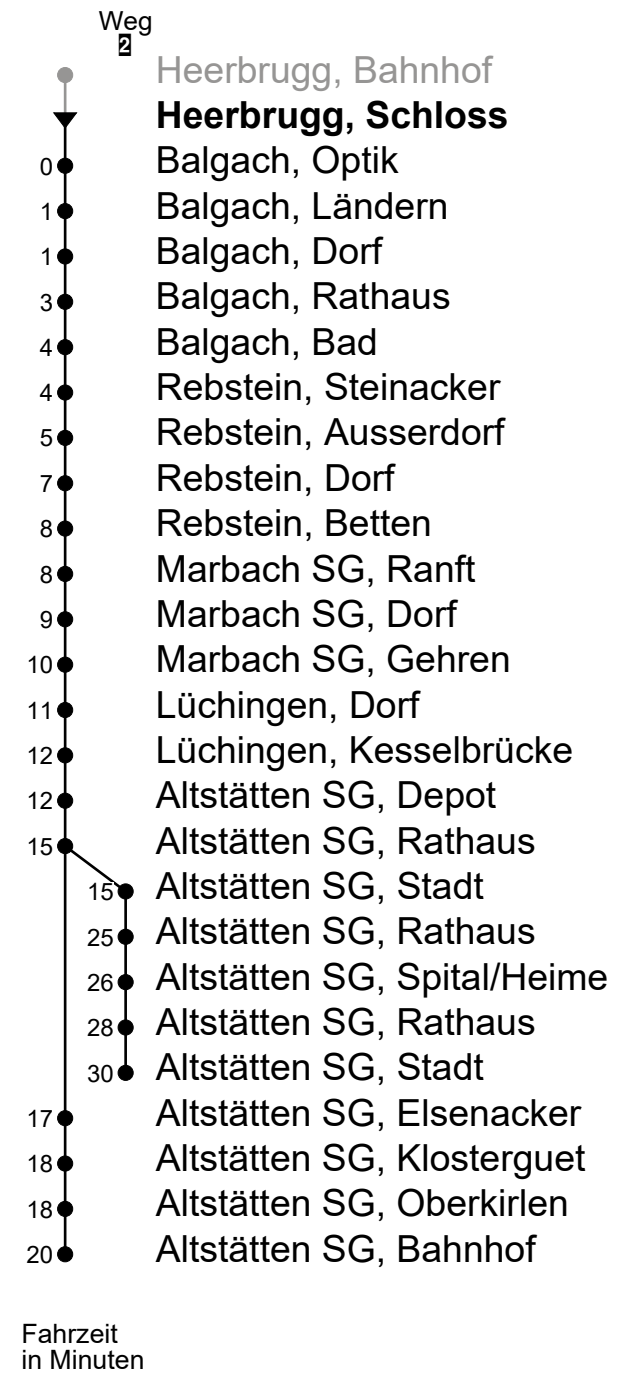 Weg
2
Heerbrugg, Bahnhof
Heerbrugg, Schloss
0 Balgach, Optik
1 Balgach, Ländern
1 Balgach, Dorf
3 Balgach, Rathaus
4 Balgach, Bad
4 Rebstein, Steinacker
5 Rebstein, Ausserdorf
7 Rebstein, Dorf
8 Rebstein, Betten
8 Marbach SG, Ranft
9 Marbach SG, Dorf
10 Marbach SG, Gehren
11 Lüchingen, Dorf
12 Lüchingen, Kesselbrücke
12 Altstätten SG, Depot
15 Altstätten SG, Rathaus
15 Altstätten SG, Stadt
25 Altstätten SG, Rathaus
26 Altstätten SG, Spital/Heime
28 Altstätten SG, Rathaus
30 Altstätten SG, Stadt
17 Altstätten SG, Elsenacker
18 Altstätten SG, Klosterguet
18 Altstätten SG, Oberkirlen
20 Altstätten SG, Bahnhof
Fahrzeit
in Minuten